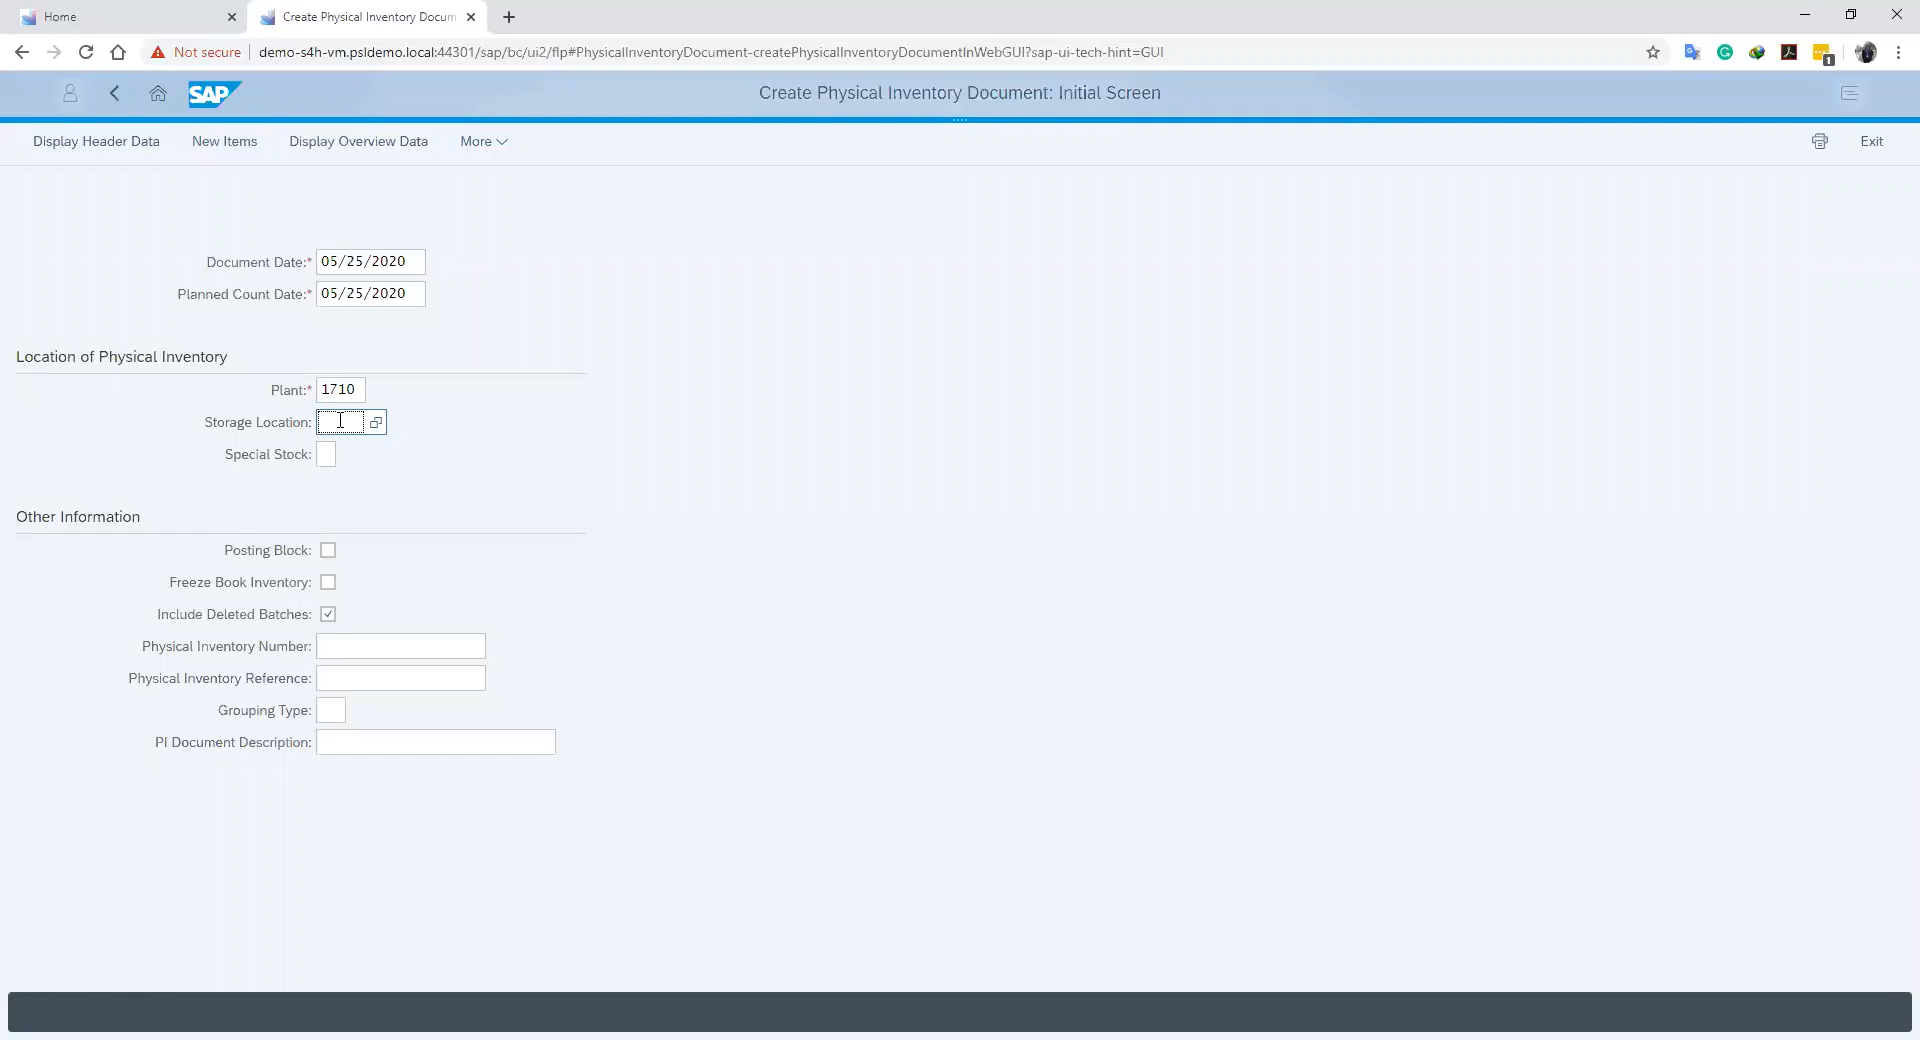 Home
Create Physical Inventory Docum
Not secure
demo-s4h-vm.psldemo.local:44301/sap/bc/ui2/flp#PhysicalInventoryDocument-createPhysicalInventoryDocumentInWebGUI?sap-ui-tech-hint=GUI
1
SAP
Create Physical Inventory Document: Initial Screen
Display Header Data
New Items
Display Overview Data
More
Exit
Document Date:* 05/25/2020
Planned Count Date:* 05/25/2020
Location of Physical Inventory
Plant:* 1710
Storage Location:
Special Stock:
Other Information
Posting Block:
Freeze Book Inventory:
Include Deleted Batches:
Physical Inventory Number:
Physical Inventory Reference:
Grouping Type:
PI Document Description: